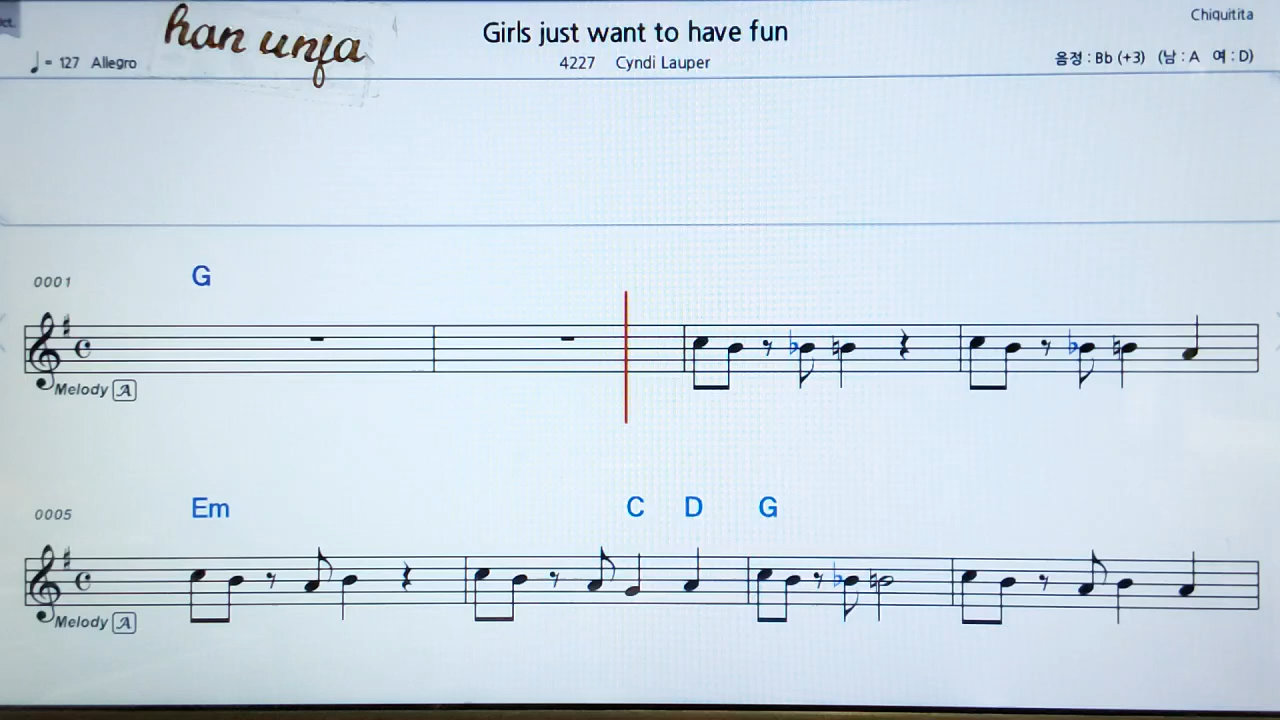 ct.
han unfa
Girls just want to have fun
Chiquitita
♩ = 127 Allegro
4227 Cyndi Lauper
음정 : Bb (+3) (남 : A 여 : D)
0001
G
Melody A
0005
Em C D G
Melody A